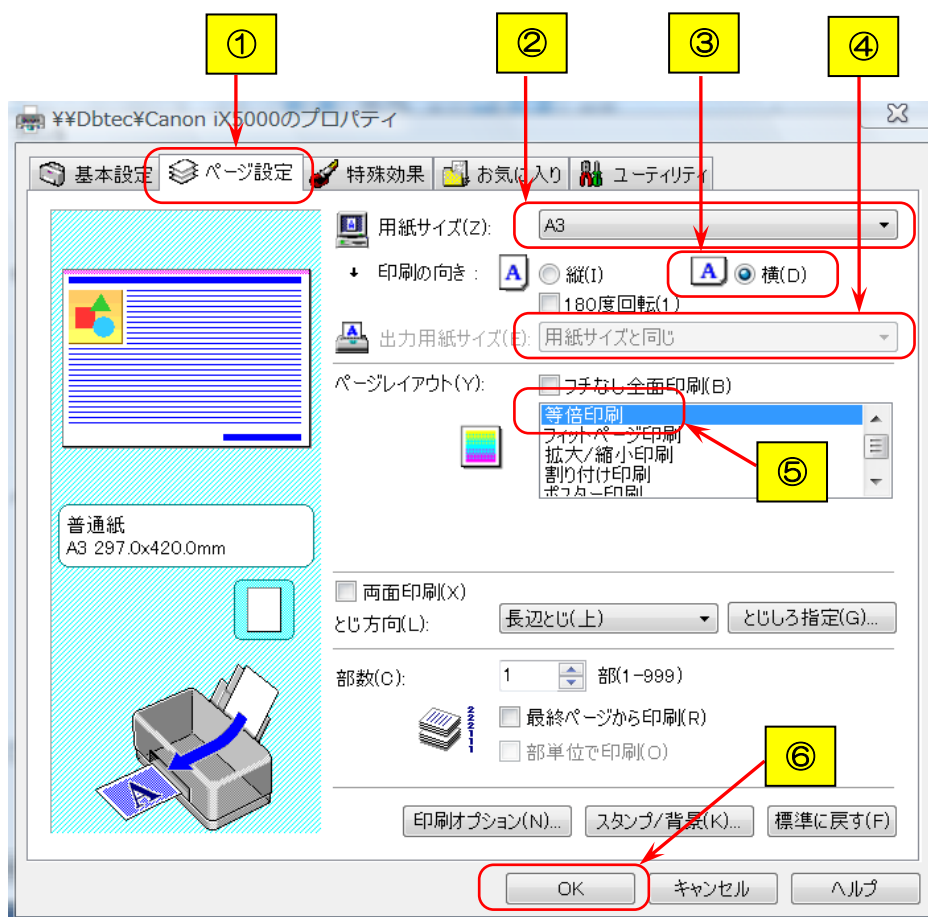 ① ② ③ ④
¥¥Dbtec¥Canon iX5000のプロパティ
基本設定 ページ設定 特殊効果 お気に入り ユーティリティ
用紙サイズ(Z): A3
印刷の向き: A 縦(I) A 横(D)
180度回転(1)
出力用紙サイズ(E): 用紙サイズと同じ
ページレイアウト(Y): フチなし全面印刷(B)
等倍印刷
フィットページ印刷
拡大/縮小印刷
割り付け印刷
ポスター印刷
⑤
普通紙
A3 297.0x420.0mm
両面印刷(X)
とじ方向(L): 長辺とじ(上) とじしろ指定(G)...
部数(C): 1 部(1-999)
最終ページから印刷(R)
部単位で印刷(O)
⑥
印刷オプション(N)... スタンプ/背景(K)... 標準に戻す(F)
OK キャンセル ヘルプ